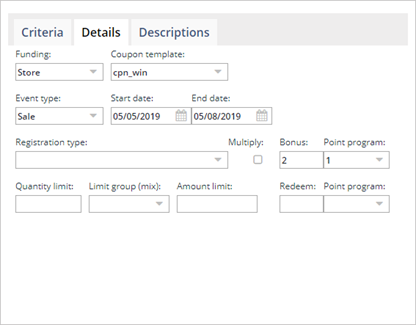 Criteria Details Descriptions
Funding: Coupon template:
Store cpn_win
Event type: Start date: End date:
Sale 05/05/2019 05/08/2019
Registration type: Multiply: Bonus: Point program:
2 1
Quantity limit: Limit group (mix): Amount limit: Redeem: Point program: